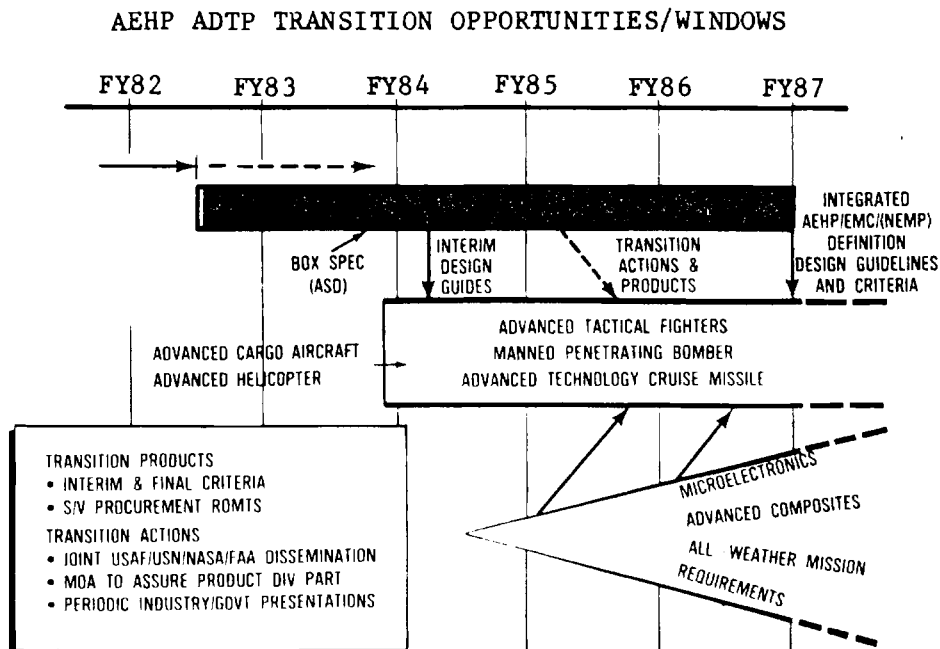 AEHP ADTP TRANSITION OPPORTUNITIES/WINDOWS
FY82 FY83 FY84 FY85 FY86 FY87
BOX SPEC
(ASD)
INTERIM
DESIGN
GUIDES
TRANSITION
ACTIONS &
PRODUCTS
INTEGRATED
AEHP/EMC/(NEMP)
DEFINITION
DESIGN GUIDELINES
AND CRITERIA
ADVANCED CARGO AIRCRAFT
ADVANCED HELICOPTER
ADVANCED TACTICAL FIGHTERS
MANNED PENETRATING BOMBER
ADVANCED TECHNOLOGY CRUISE MISSILE
TRANSITION PRODUCTS
• INTERIM & FINAL CRITERIA
• S/V PROCUREMENT ROMTS
TRANSITION ACTIONS
• JOINT USAF/USN/NASA/FAA DISSEMINATION
• MOA TO ASSURE PRODUCT DIV PART
• PERIODIC INDUSTRY/GOVT PRESENTATIONS
MICROELECTRONICS
ADVANCED COMPOSITES
ALL WEATHER MISSION
REQUIREMENTS